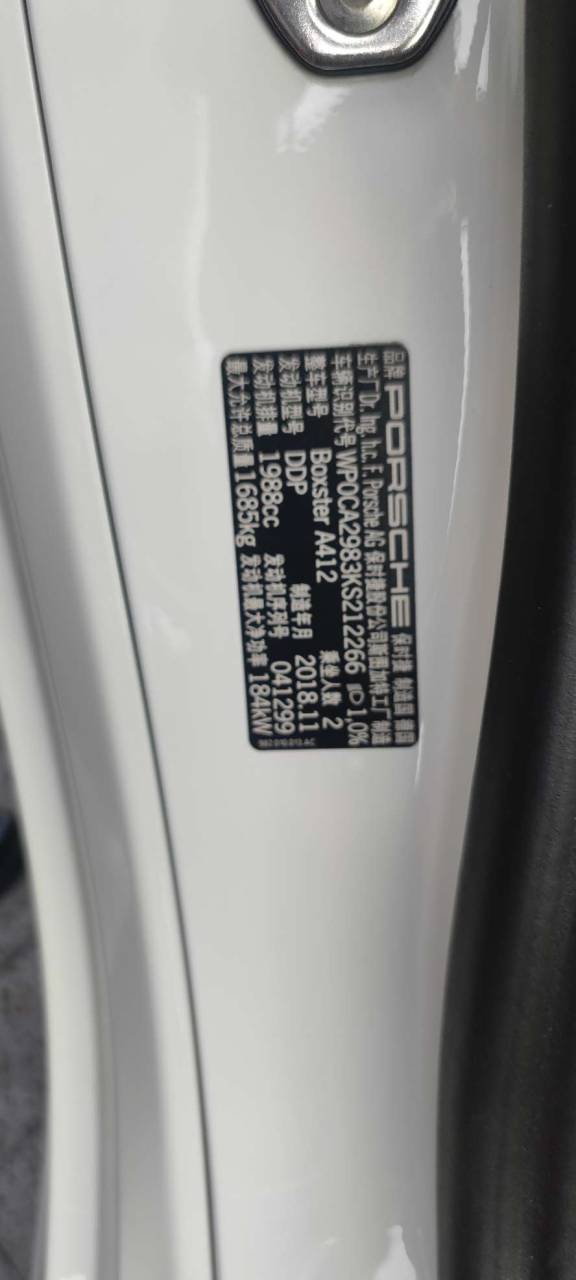 品牌 PORSCHE 保时捷 制造国 德国
生产厂 Dr. Ing. h.c. F. Porsche AG 保时捷股份公司斯图加特工厂 制造
车辆识别代号 WP0CA2983KS212266 1,0%
整车型号 Boxster A412 乘坐人数 2
发动机型号 DDP 制造年月 2018.11
发动机排量 1988cc 发动机序列号 041299
最大允许总质量 1685kg 发动机最大净功率 184kW
982 010 013 AC